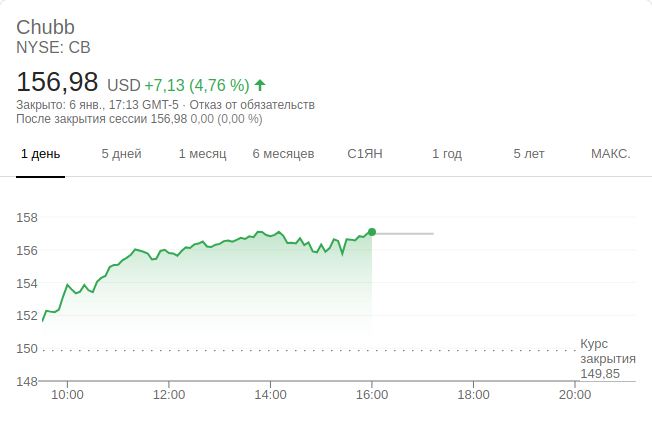 Chubb
NYSE: CB
156,98 USD +7,13 (4,76 %)
Закрыто: 6 янв., 17:13 GMT-5 · Отказ от обязательств
После закрытия сессии 156,98 0,00 (0,00 %)
1 день 5 дней 1 месяц 6 месяцев С1ЯН 1 год 5 лет МАКС.
158
156
154
152
150
148
Курс
закрытия
149,85
10:00 12:00 14:00 16:00 18:00 20:00